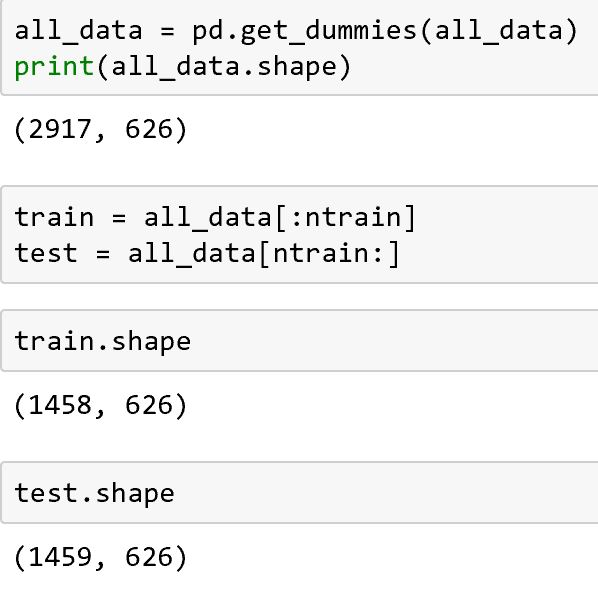 all_data = pd.get_dummies(all_data)
print(all_data.shape)
(2917, 626)
train = all_data[:ntrain]
test = all_data[ntrain:]
train.shape
(1458, 626)
test.shape
(1459, 626)